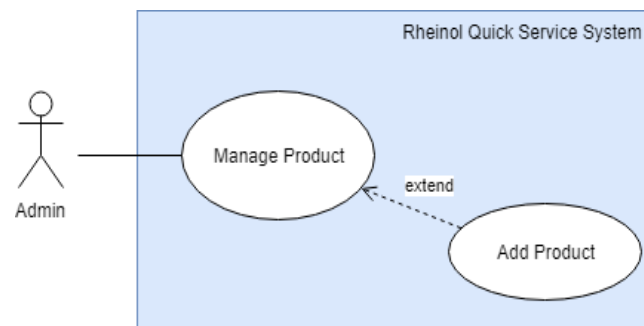 Rheinol Quick Service System
Manage Product
extend
Admin
Add Product